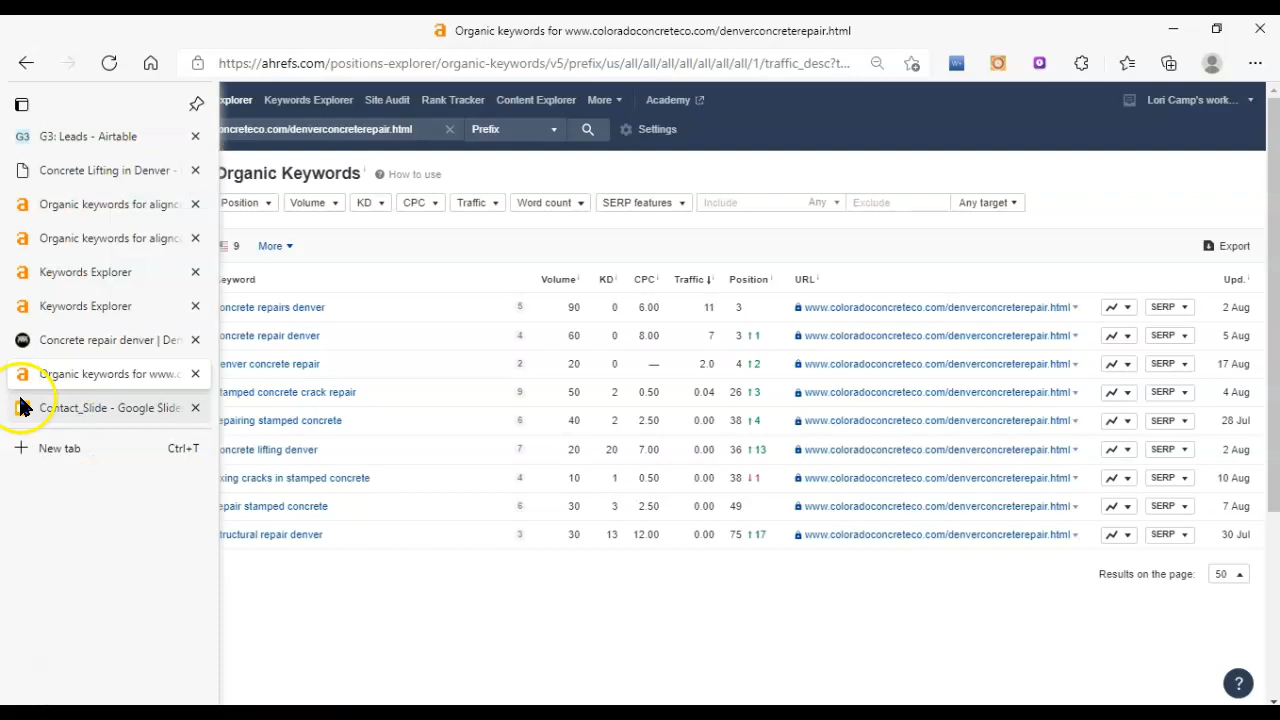 Organic keywords for www.coloradoconcreteco.com/denverconcreterepair.html
https://ahrefs.com/positions-explorer/organic-keywords/v5/prefix/us/all/all/all/all/all/all/all/1/traffic_desc?t...
xplorer Keywords Explorer Site Audit Rank Tracker Content Explorer More Academy Lori Camp's work...
oncreteco.com/denverconcreterepair.html Prefix Settings
G3 G3: Leads - Airtable
Concrete Lifting in Denver -
Organic keywords for alignc
Organic keywords for alignc
Keywords Explorer
Keywords Explorer
Concrete repair denver | Den
Organic keywords for www.c
Contact_Slide - Google Slide
New tab Ctrl+T
Organic Keywords How to use
Position Volume KD CPC Traffic Word count SERP features Include Any Exclude Any target
9 More Export
eyword Volume KD CPC Traffic Position URL Upd.
oncrete repairs denver 5 90 0 6.00 11 3 www.coloradoconcreteco.com/denverconcreterepair.html SERP 2 Aug
oncrete repair denver 4 60 0 8.00 7 3 ↑1 www.coloradoconcreteco.com/denverconcreterepair.html SERP 5 Aug
enver concrete repair 2 20 0 — 2.0 4 ↑2 www.coloradoconcreteco.com/denverconcreterepair.html SERP 17 Aug
tamped concrete crack repair 9 50 2 0.50 0.04 26 ↑3 www.coloradoconcreteco.com/denverconcreterepair.html SERP 4 Aug
epairing stamped concrete 6 40 2 2.50 0.00 38 ↑4 www.coloradoconcreteco.com/denverconcreterepair.html SERP 28 Jul
oncrete lifting denver 7 20 20 7.00 0.00 36 ↑13 www.coloradoconcreteco.com/denverconcreterepair.html SERP 2 Aug
xing cracks in stamped concrete 4 10 1 0.50 0.00 38 ↓1 www.coloradoconcreteco.com/denverconcreterepair.html SERP 10 Aug
epair stamped concrete 6 30 3 2.50 0.00 49 www.coloradoconcreteco.com/denverconcreterepair.html SERP 7 Aug
tructural repair denver 3 30 13 12.00 0.00 75 ↑17 www.coloradoconcreteco.com/denverconcreterepair.html SERP 30 Jul
Results on the page: 50
?